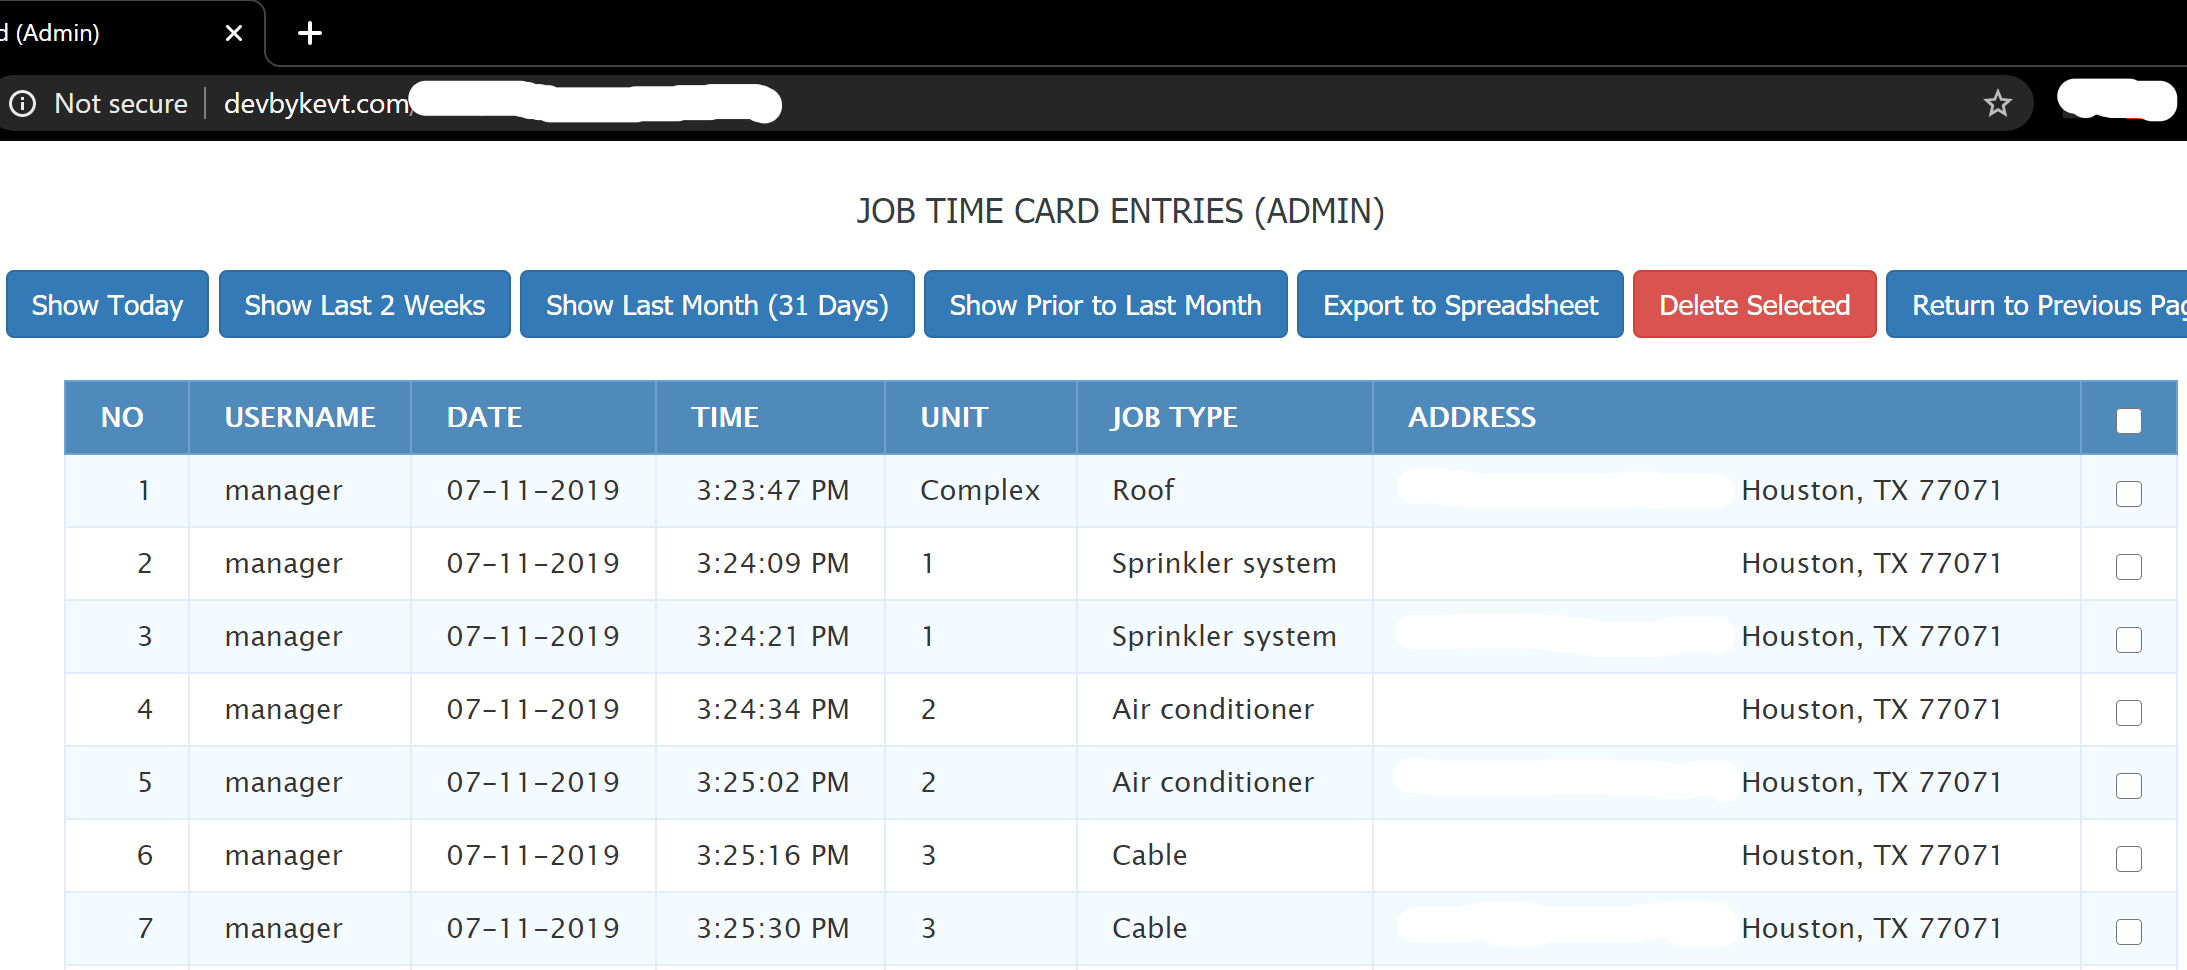 d (Admin)
Not secure devbykevt.com
JOB TIME CARD ENTRIES (ADMIN)
Show Today Show Last 2 Weeks Show Last Month (31 Days) Show Prior to Last Month Export to Spreadsheet Delete Selected Return to Previous Pag
NO USERNAME DATE TIME UNIT JOB TYPE ADDRESS
1 manager 07-11-2019 3:23:47 PM Complex Roof Houston, TX 77071
2 manager 07-11-2019 3:24:09 PM 1 Sprinkler system Houston, TX 77071
3 manager 07-11-2019 3:24:21 PM 1 Sprinkler system Houston, TX 77071
4 manager 07-11-2019 3:24:34 PM 2 Air conditioner Houston, TX 77071
5 manager 07-11-2019 3:25:02 PM 2 Air conditioner Houston, TX 77071
6 manager 07-11-2019 3:25:16 PM 3 Cable Houston, TX 77071
7 manager 07-11-2019 3:25:30 PM 3 Cable Houston, TX 77071